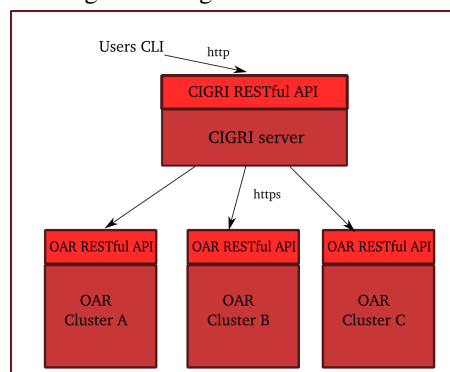 Users CLI
http
CIGRI RESTful API
CIGRI server
https
OAR RESTful API
OAR RESTful API
OAR RESTful API
OAR
Cluster A
OAR
Cluster B
OAR
Cluster C